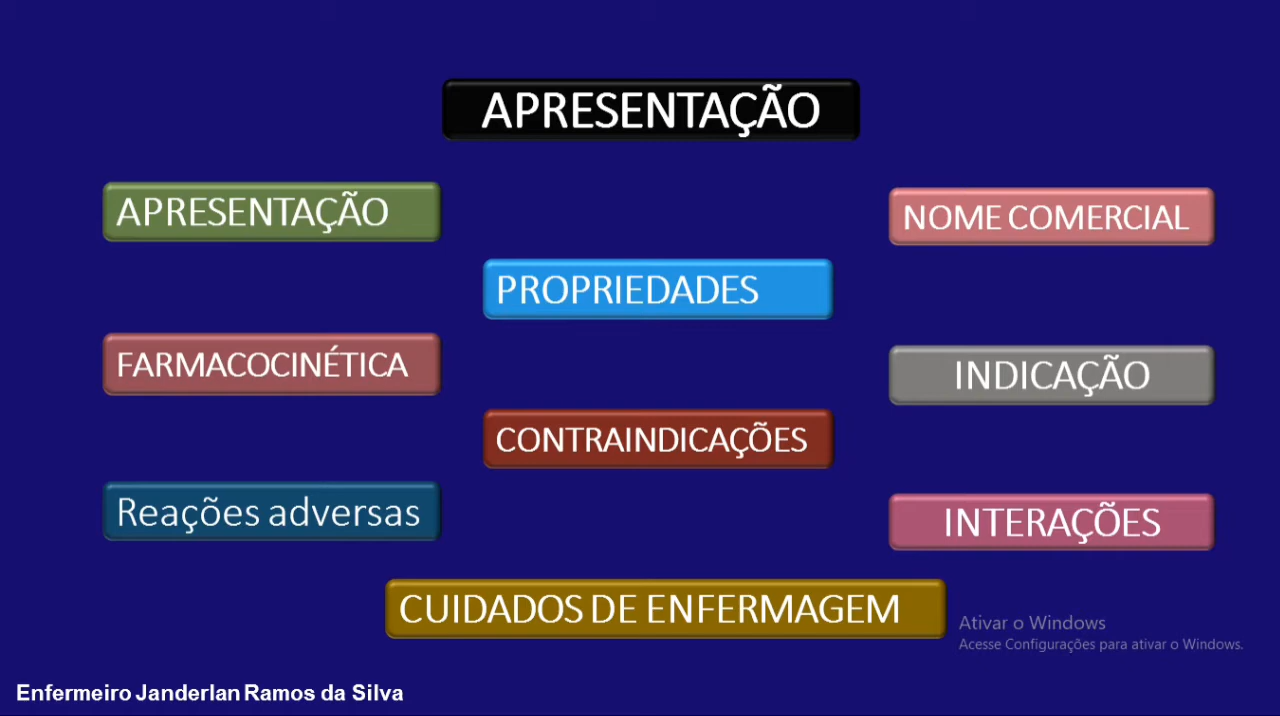 APRESENTAÇÃO
APRESENTAÇÃO
NOME COMERCIAL
PROPRIEDADES
FARMACOCINÉTICA
INDICAÇÃO
CONTRAINDICAÇÕES
Reações adversas
INTERAÇÕES
CUIDADOS DE ENFERMAGEM
Ativar o Windows
Acesse Configurações para ativar o Windows.
Enfermeiro Janderlan Ramos da Silva